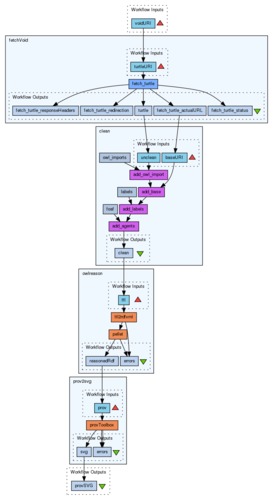 Workflow Inputs
voidURI
fetchVoid
Workflow Inputs
turtleURI
fetch_turtle
Workflow Outputs
fetch_turtle_responseHeaders
fetch_turtle_redirection
turtle
fetch_turtle_actualURL
fetch_turtle_status
clean
Workflow Inputs
owl_imports
unclean
baseURI
add_owl_import
labels
add_base
foaf
add_labels
add_agents
Workflow Outputs
clean
owlreason
Workflow Inputs
ttl
ttl2rdfxml
pellet
Workflow Outputs
reasonedRdf
errors
prov2svg
Workflow Inputs
prov
provToolbox
Workflow Outputs
svg
errors
Workflow Outputs
provSVG